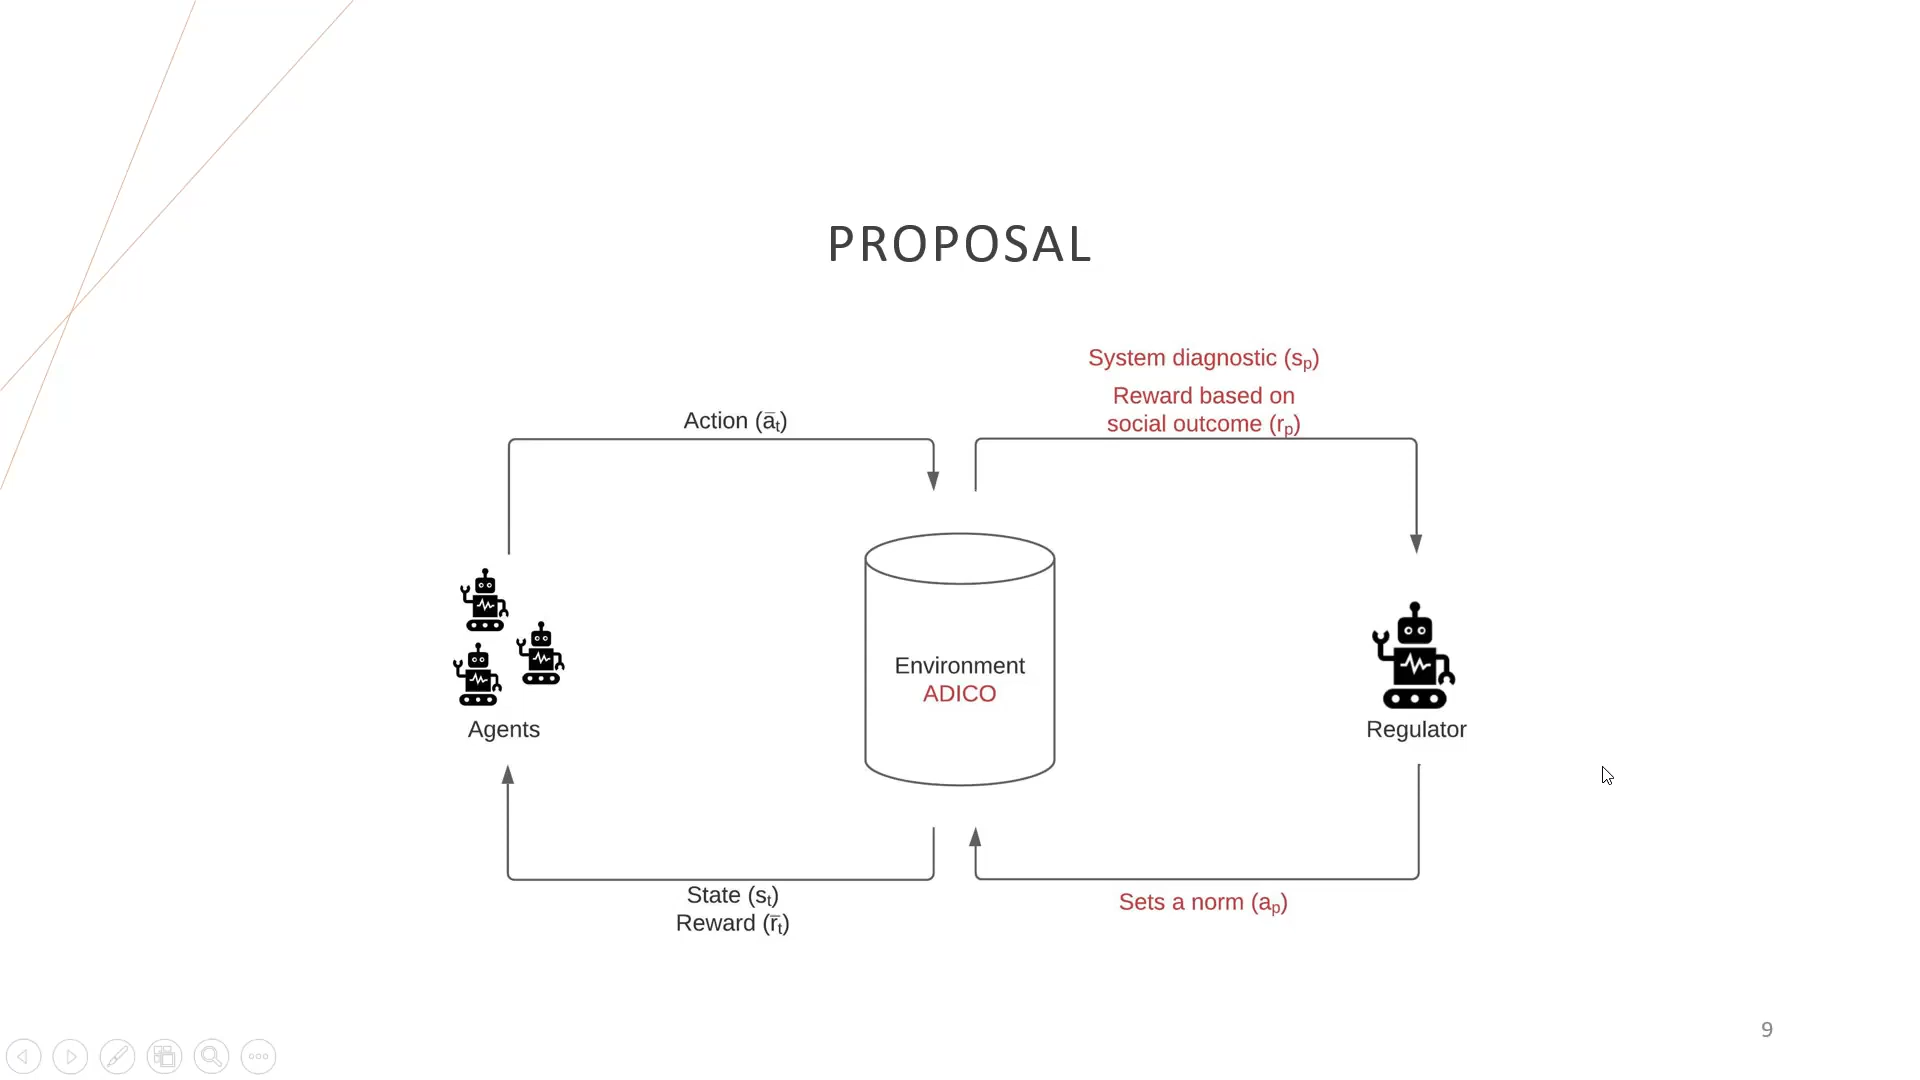 PROPOSAL
System diagnostic (sₚ)
Reward based on
social outcome (rₚ)
Action (a̅ₜ)
Environment
ADICO
Agents
Regulator
State (sₜ)
Reward (r̅ₜ)
Sets a norm (aₚ)
9